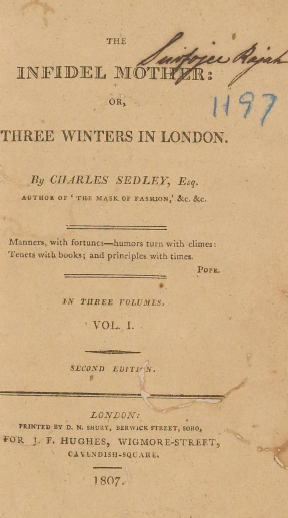 THE
Surfojee Rajah
INFIDEL MOTHER:
OR,
1197
THREE WINTERS IN LONDON.
By CHARLES SEDLEY, Esq.
AUTHOR OF ‘ THE MASK OF FASHION,’ &c. &c.
Manners, with fortunes—humors turn with climes:
Tenets with books; and principles with times.
POPE.
IN THREE VOLUMES.
VOL. I.
SECOND EDITION.
LONDON:
PRINTED BY D. N. SHURY, BERWICK STREET, SOHO,
FOR J. F. HUGHES, WIGMORE-STREET,
CAVENDISH-SQUARE.
1807.